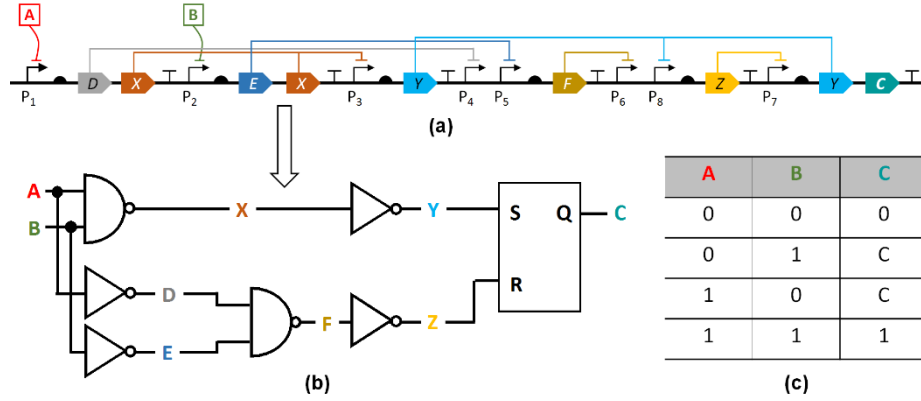 A B
D X E X Y F Z Y C
P1 P2 P3 P4 P5 P6 P8 P7
(a)
A X Y S Q C
B
R
D F Z
E
(b)
A B C
0 0 0
0 1 C
1 0 C
1 1 1
(c)